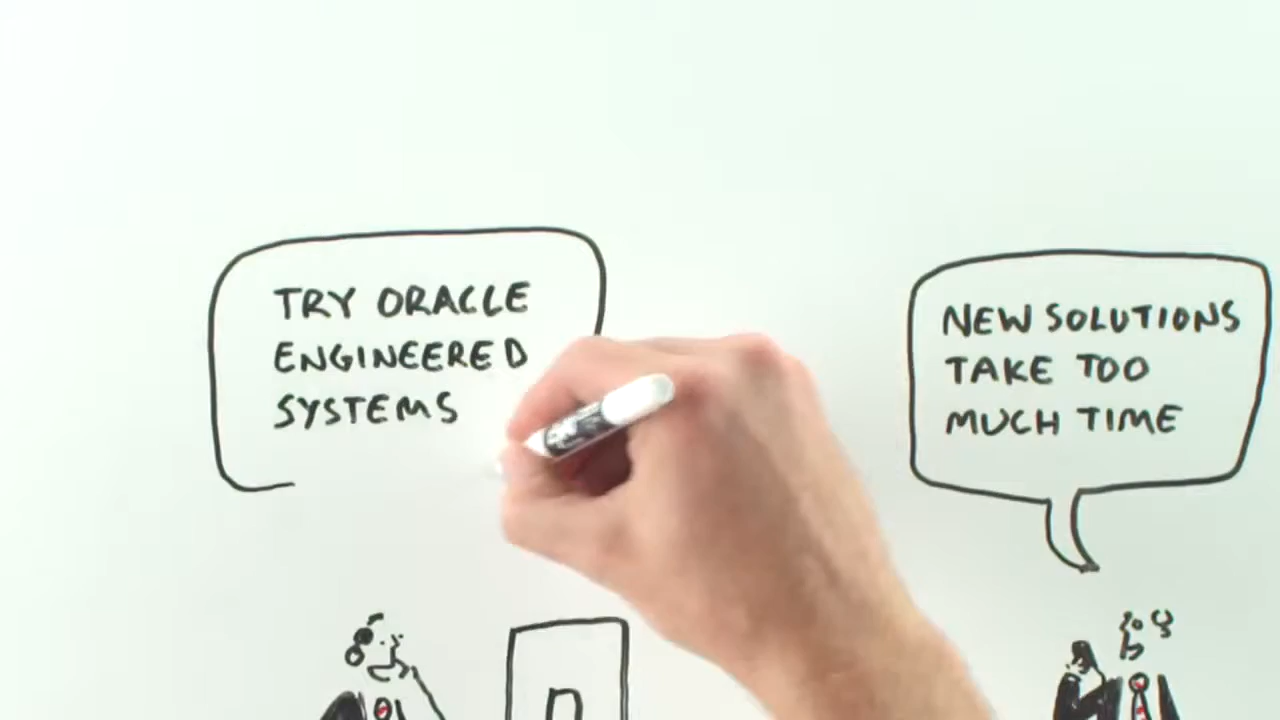 TRY ORACLE
ENGINEERED
SYSTEMS
NEW SOLUTIONS
TAKE TOO
MUCH TIME